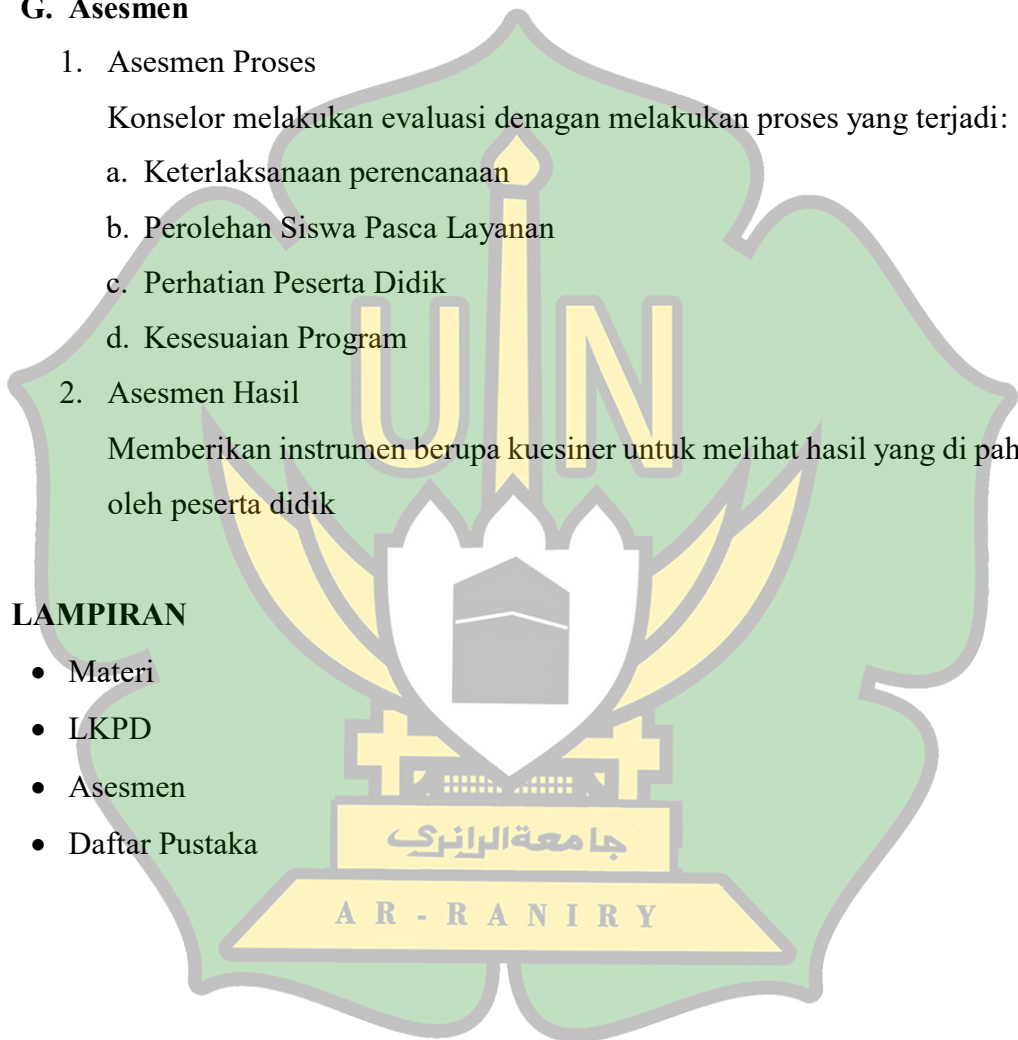 G. Asesmen
1. Asesmen Proses
Konselor melakukan evaluasi denagan melakukan proses yang terjadi:
a. Keterlaksanaan perencanaan
b. Perolehan Siswa Pasca Layanan
c. Perhatian Peserta Didik
d. Kesesuaian Program
2. Asesmen Hasil
Memberikan instrumen berupa kuesiner untuk melihat hasil yang di pah
oleh peserta didik
UIN
LAMPIRAN
• Materi
• LKPD
• Asesmen
• Daftar Pustaka
جامعة الرانري
AR-RANIRY